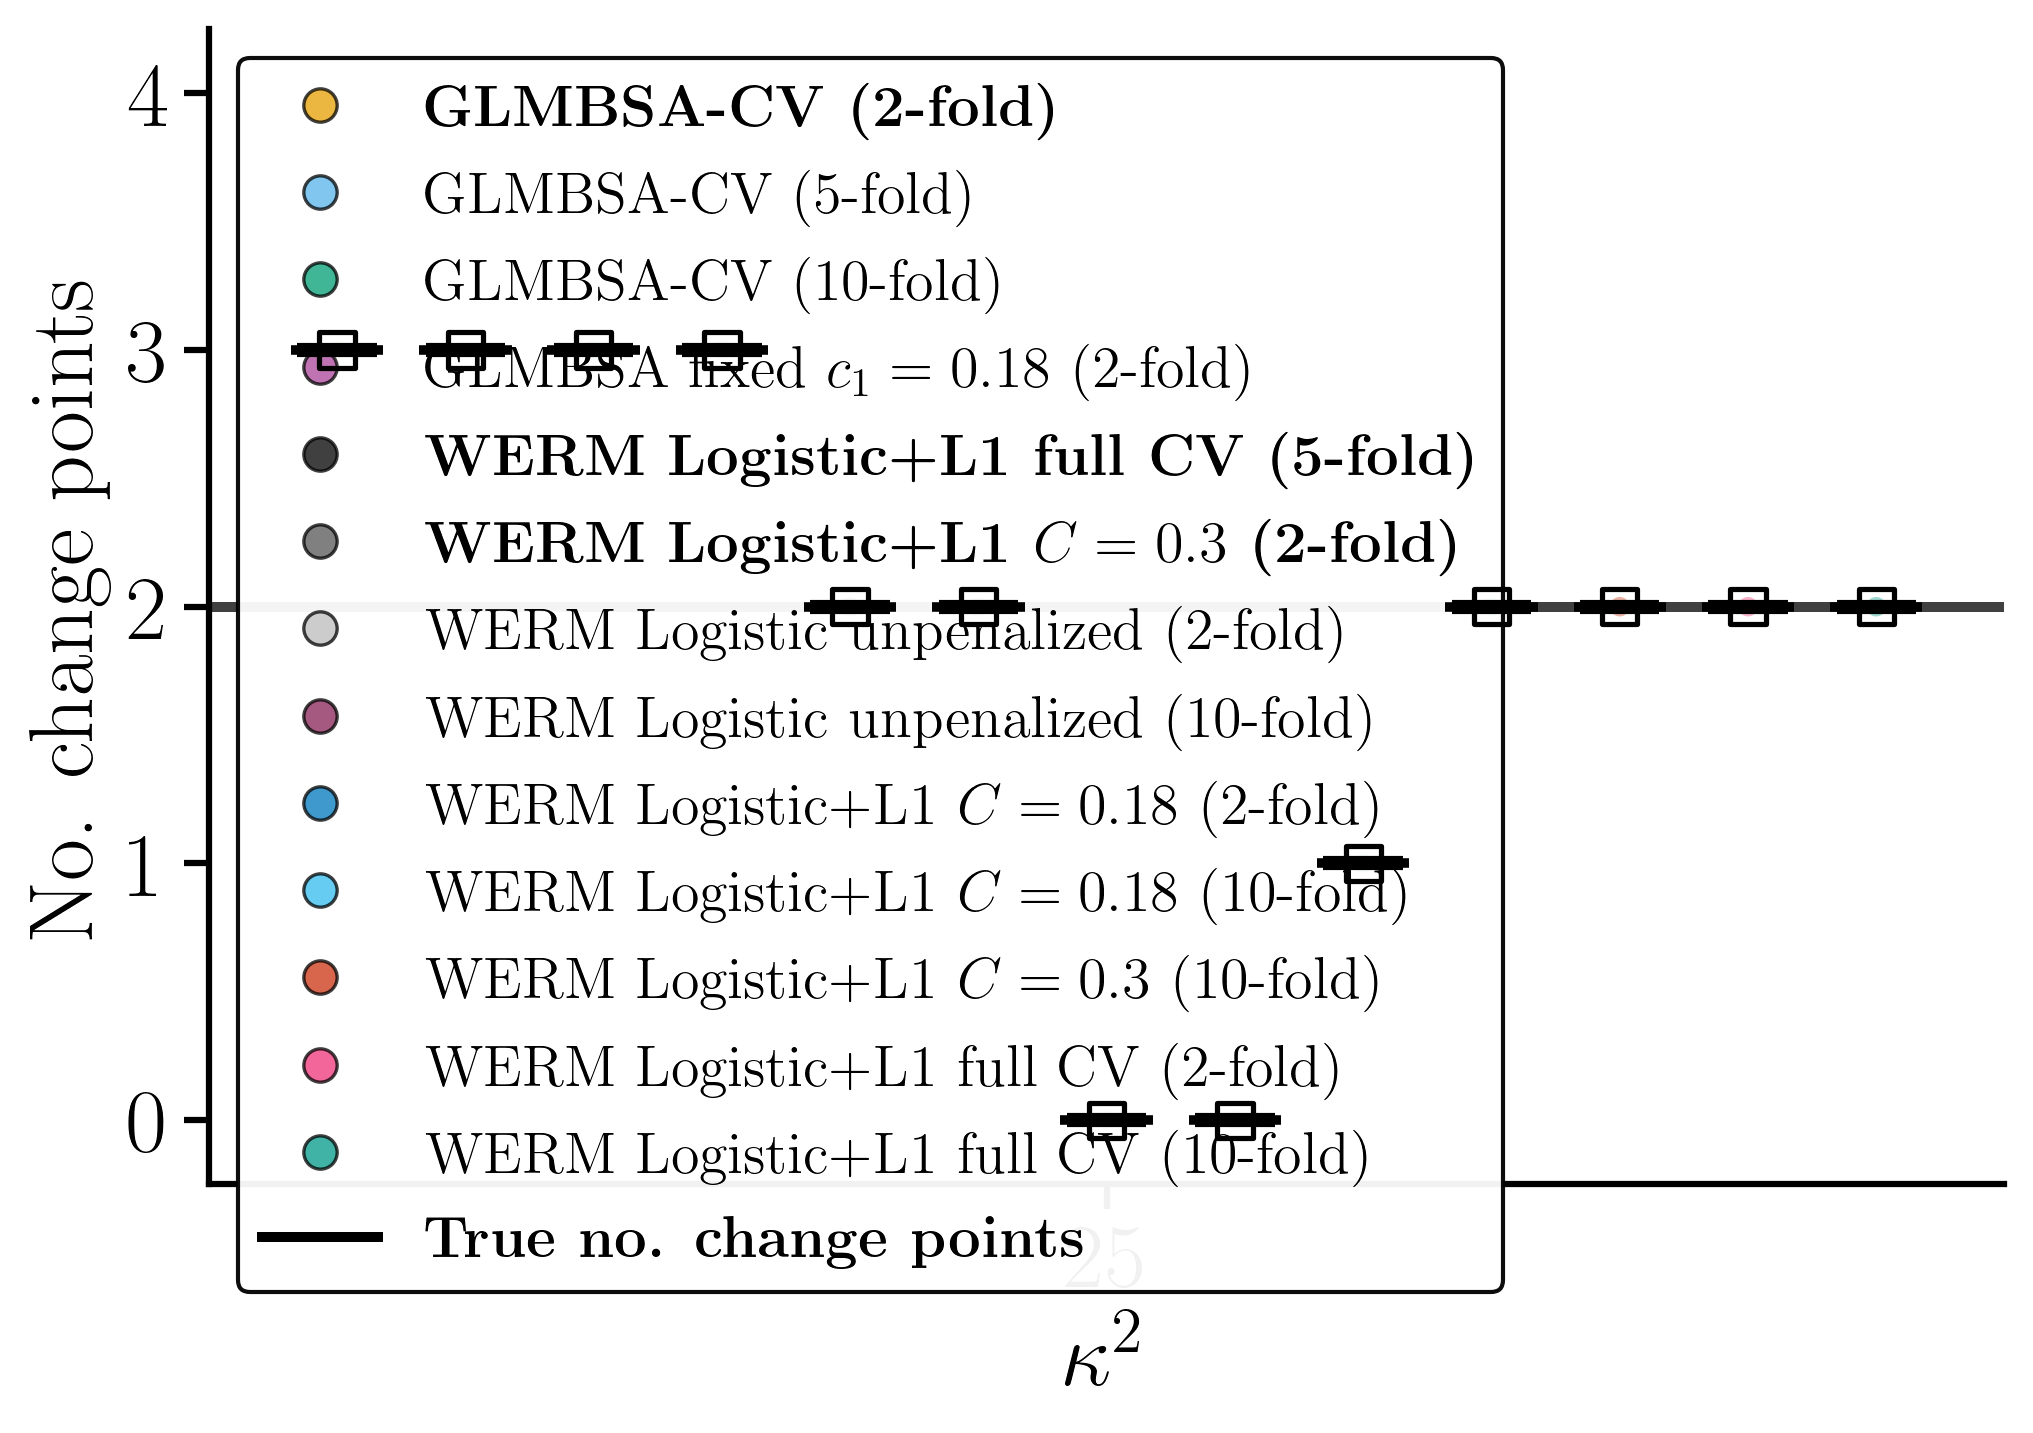 4
3
2
1
0
No. change points
GLMBSA-CV (2-fold)
GLMBSA-CV (5-fold)
GLMBSA-CV (10-fold)
GLMBSA fixed c₁ = 0.18 (2-fold)
WERM Logistic+L1 full CV (5-fold)
WERM Logistic+L1 C = 0.3 (2-fold)
WERM Logistic unpenalized (2-fold)
WERM Logistic unpenalized (10-fold)
WERM Logistic+L1 C = 0.18 (2-fold)
WERM Logistic+L1 C = 0.18 (10-fold)
WERM Logistic+L1 C = 0.3 (10-fold)
WERM Logistic+L1 full CV (2-fold)
WERM Logistic+L1 full CV (10-fold)
True no. change points
25
κ²